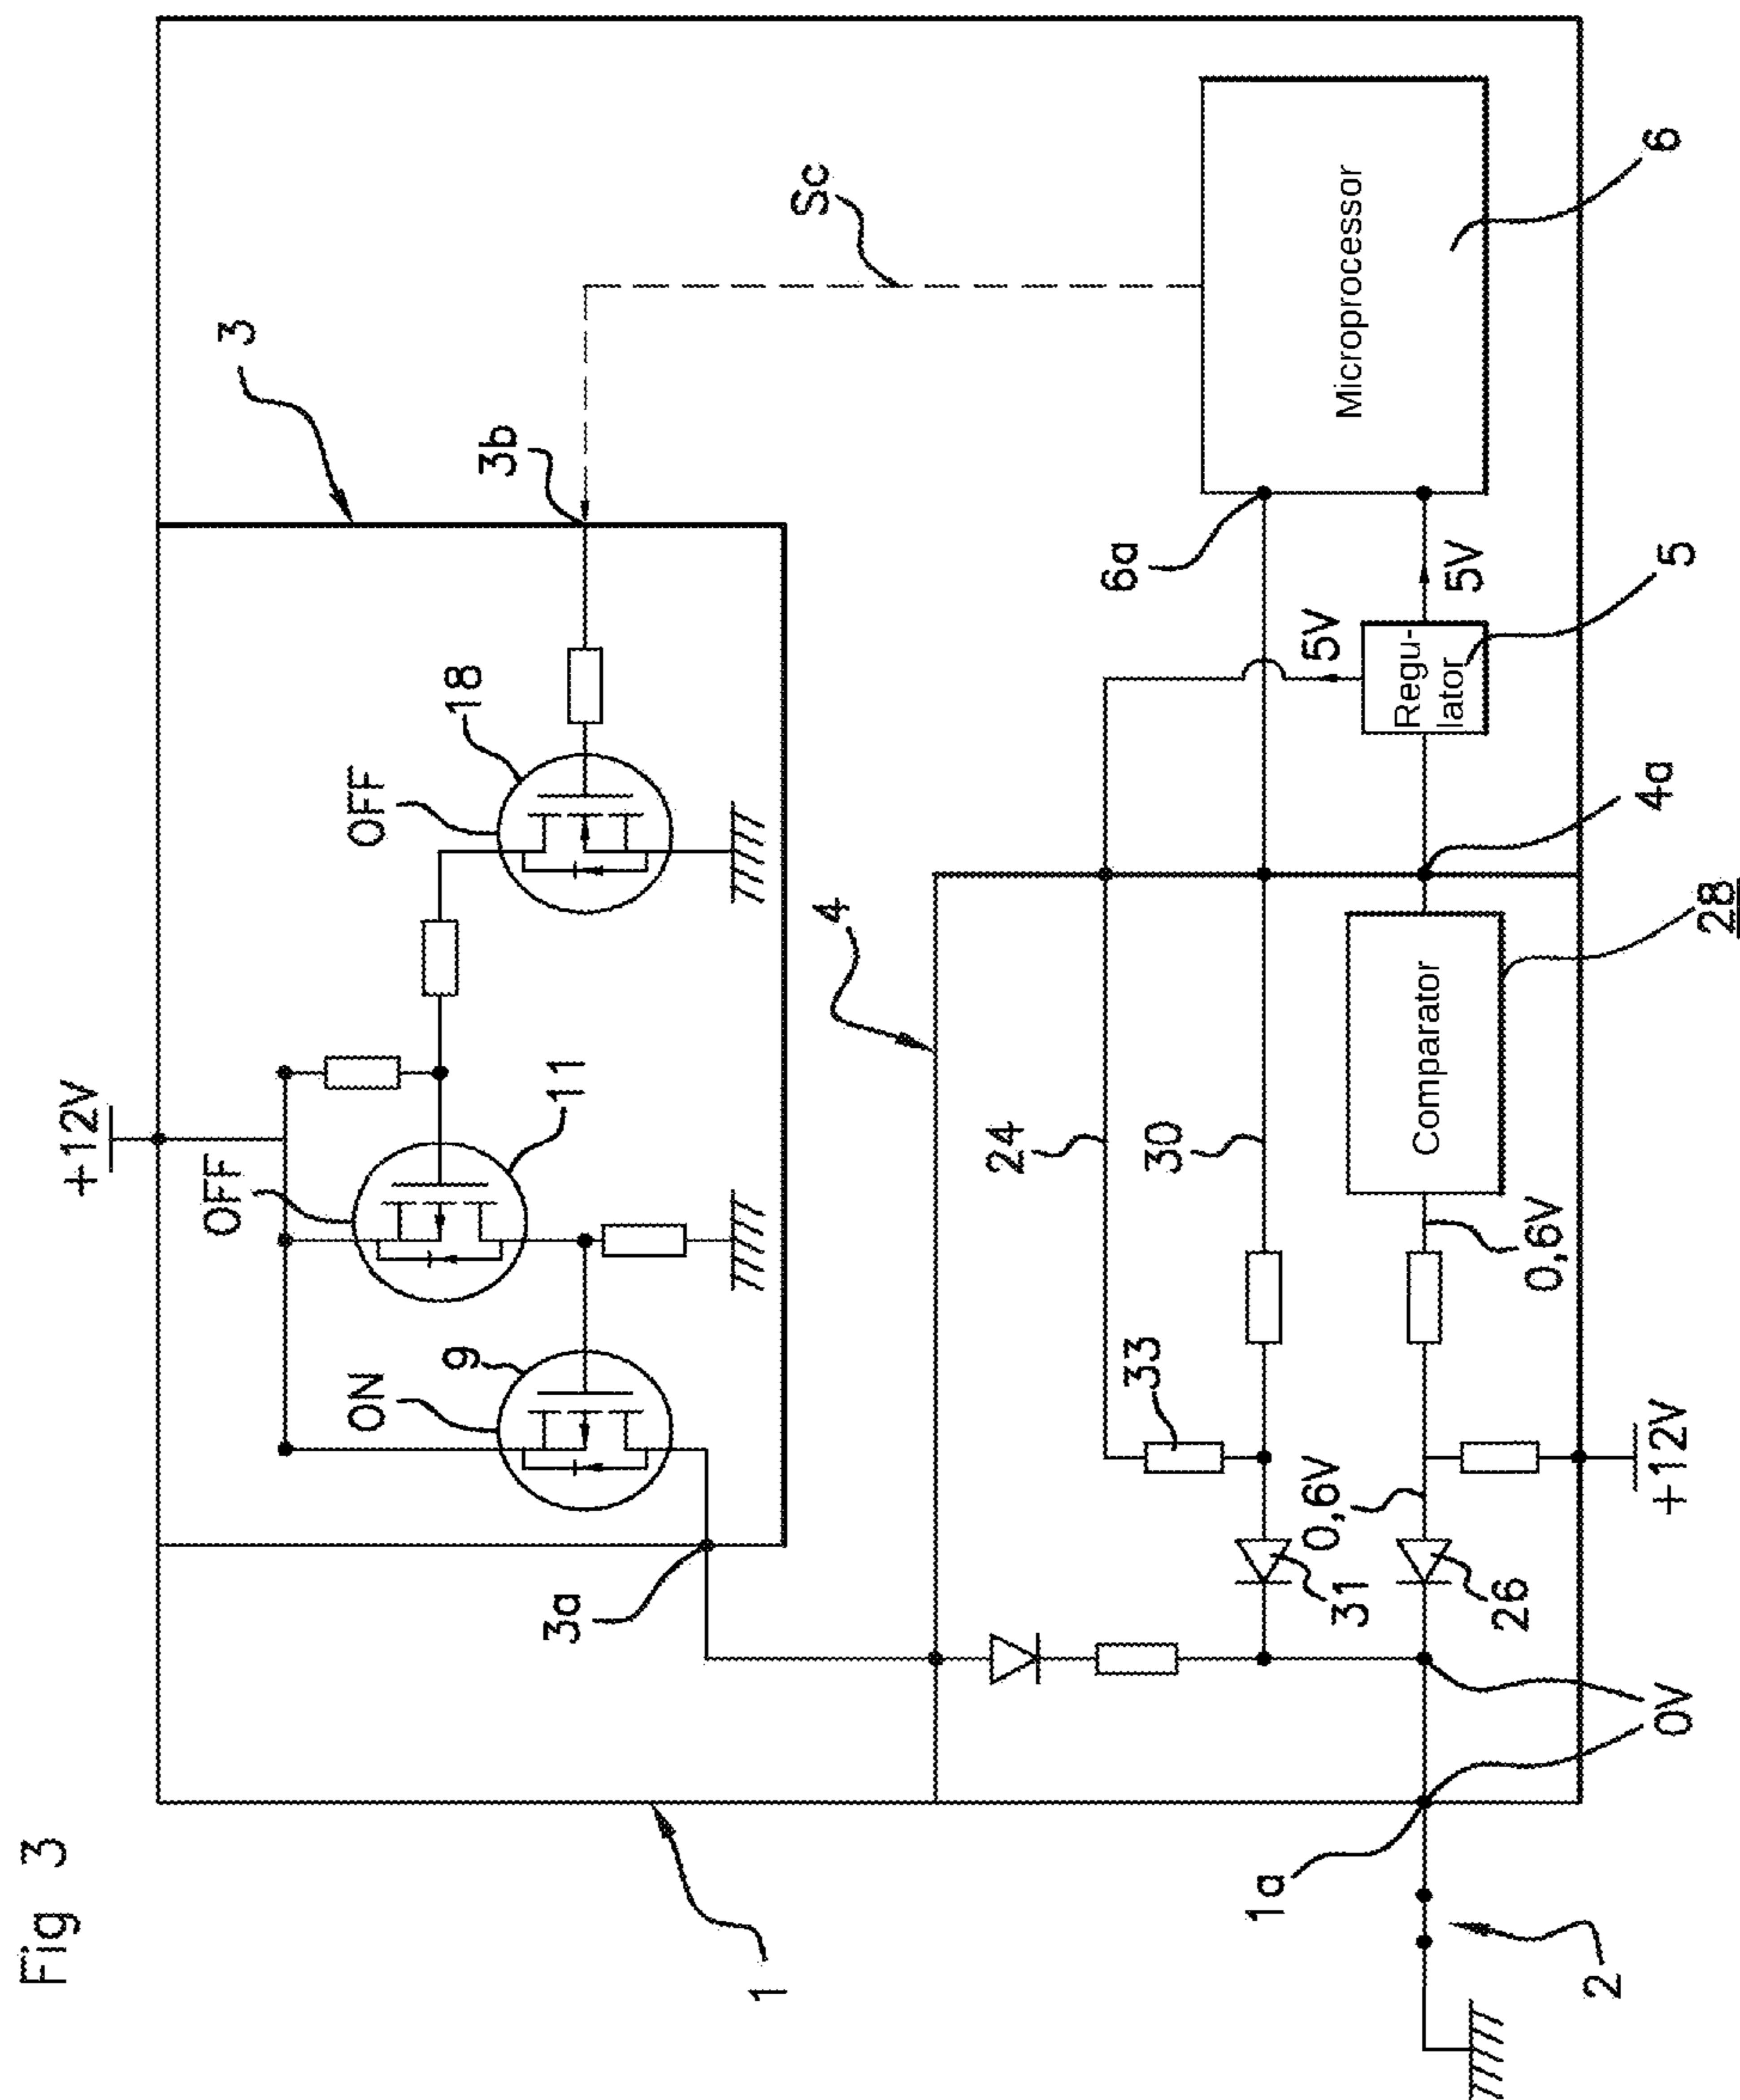 Fig 3
+12V
OFF
OFF
ON
9
11
18
3
3b
3a
Sc
4
24
30
33
6a
5V
5V
Regu-
lator
5
Microprocessor
6
4a
Comparator
28
0,6V
0,6V
31
26
+12V
0V
1a
1
2